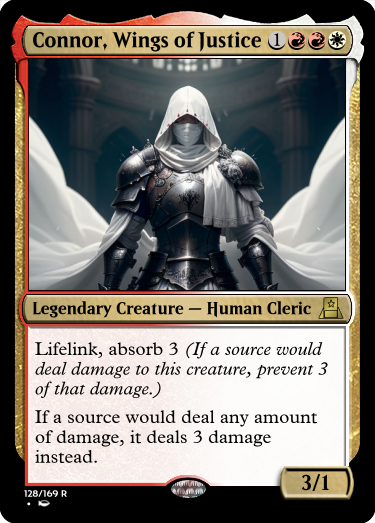 Connor, Wings of Justice 1
Legendary Creature — Human Cleric
Lifelink, absorb 3 (If a source would
deal damage to this creature, prevent 3
of that damage.)
If a source would deal any amount
of damage, it deals 3 damage
instead.
3/1
128/169 R